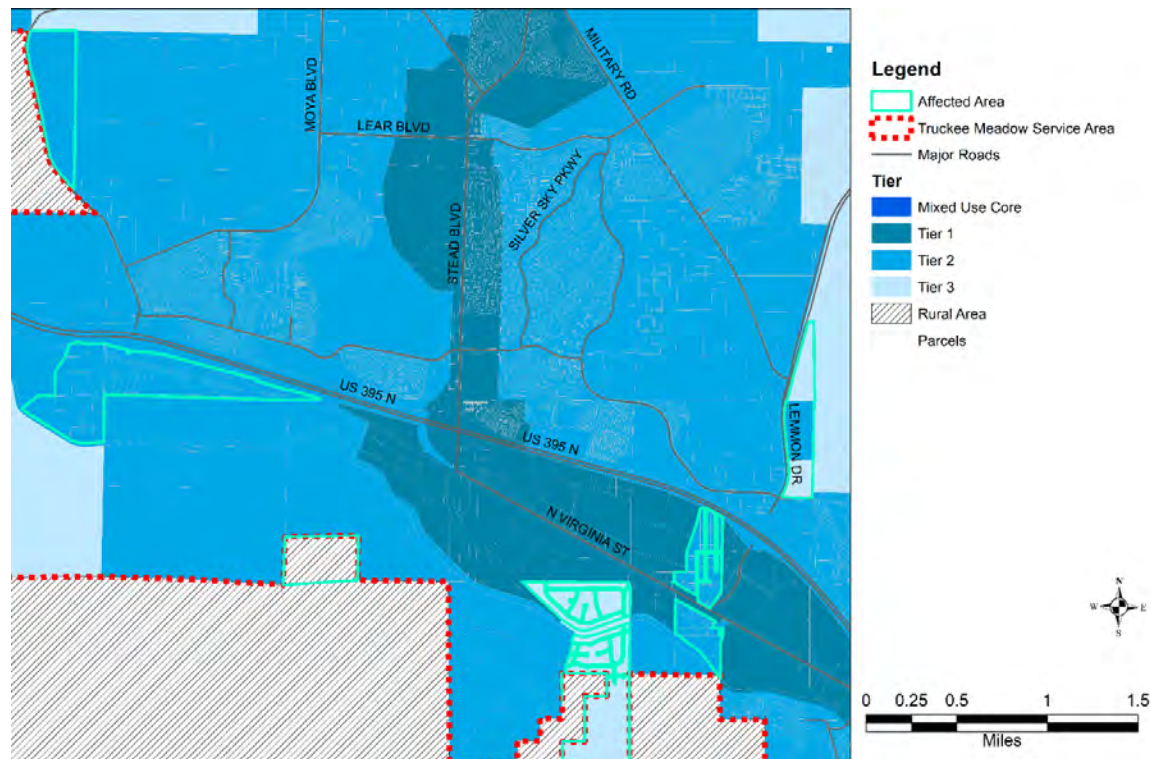 MOYA BLVD
LEAR BLVD
MILITARY RD
SILVER SKY PKWY
STEAD BLVD
US 395 N
US 395 N
LEMMON DR
N VIRGINIA ST
Legend
Affected Area
Truckee Meadow Service Area
Major Roads
Tier
Mixed Use Core
Tier 1
Tier 2
Tier 3
Rural Area
Parcels
N
W E
S
0 0.25 0.5 1 1.5
Miles